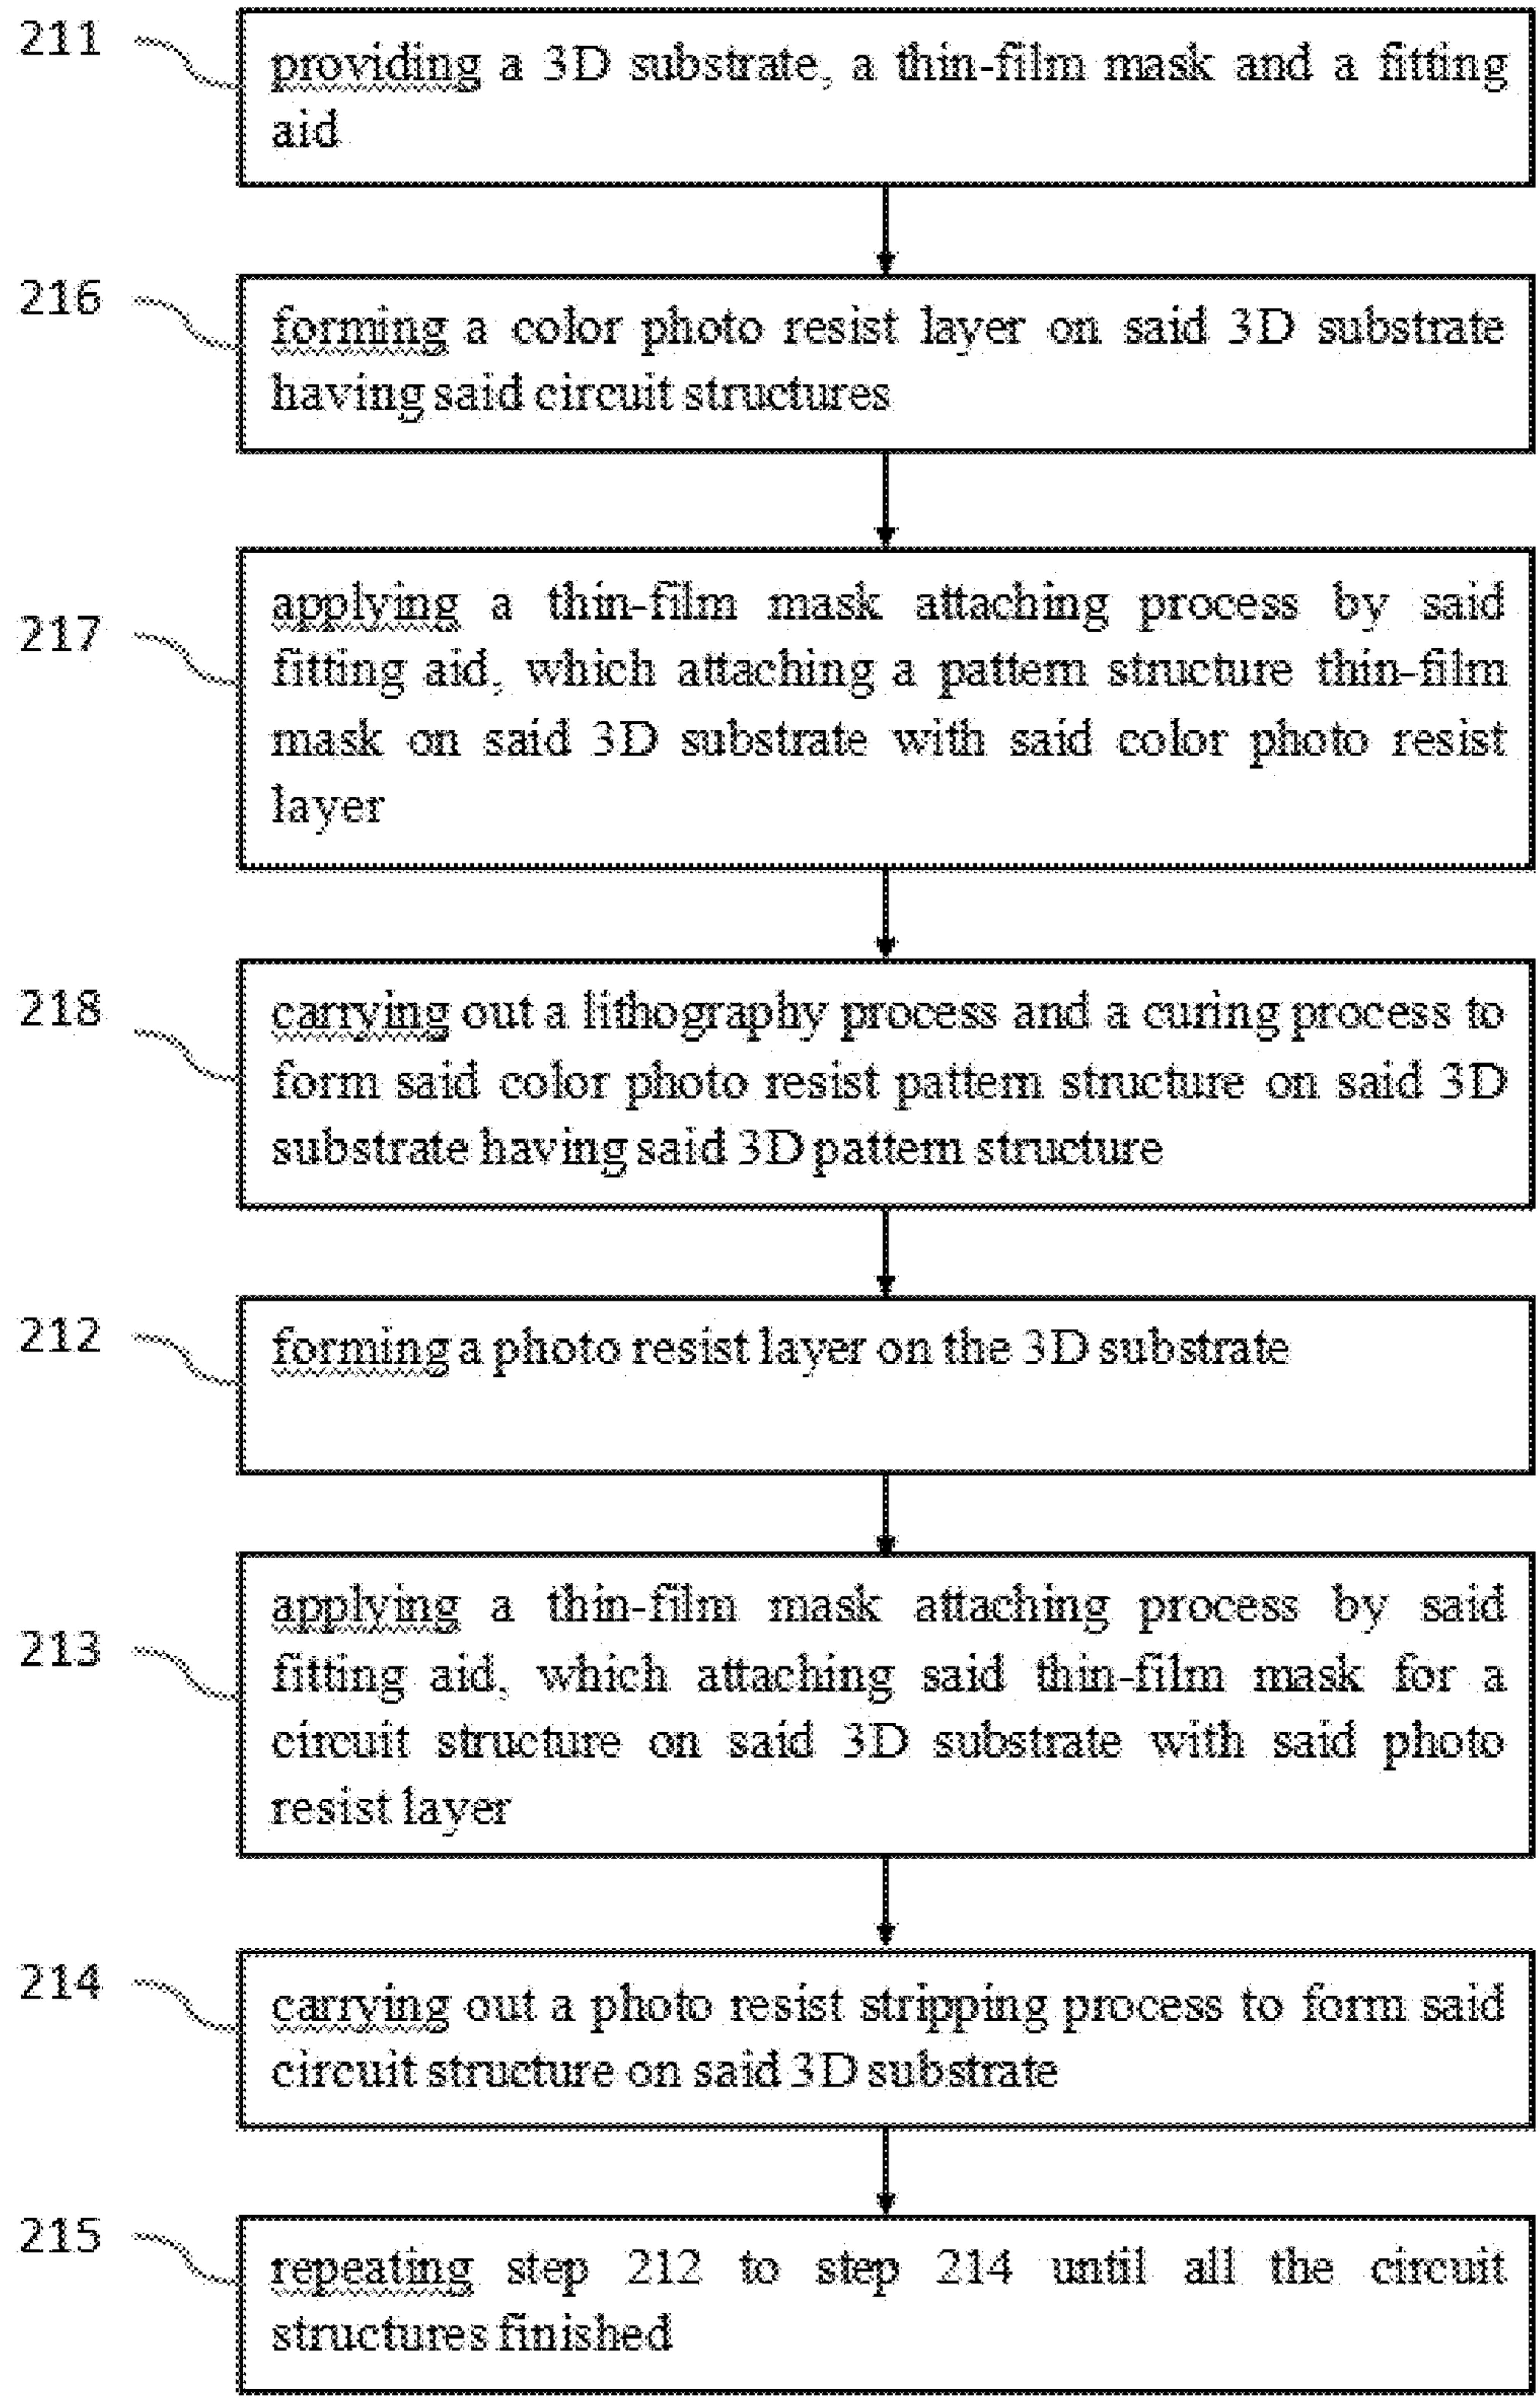 211
providing a 3D substrate, a thin-film mask and a fitting
aid
216
forming a color photo resist layer on said 3D substrate
having said circuit structures
217
applying a thin-film mask attaching process by said
fitting aid, which attaching a pattern structure thin-film
mask on said 3D substrate with said color photo resist
layer
218
carrying out a lithography process and a curing process to
form said color photo resist pattern structure on said 3D
substrate having said 3D pattern structure
212
forming a photo resist layer on the 3D substrate
213
applying a thin-film mask attaching process by said
fitting aid, which attaching said thin-film mask for a
circuit structure on said 3D substrate with said photo
resist layer
214
carrying out a photo resist stripping process to form said
circuit structure on said 3D substrate
215
repeating step 212 to step 214 until all the circuit
structures finished